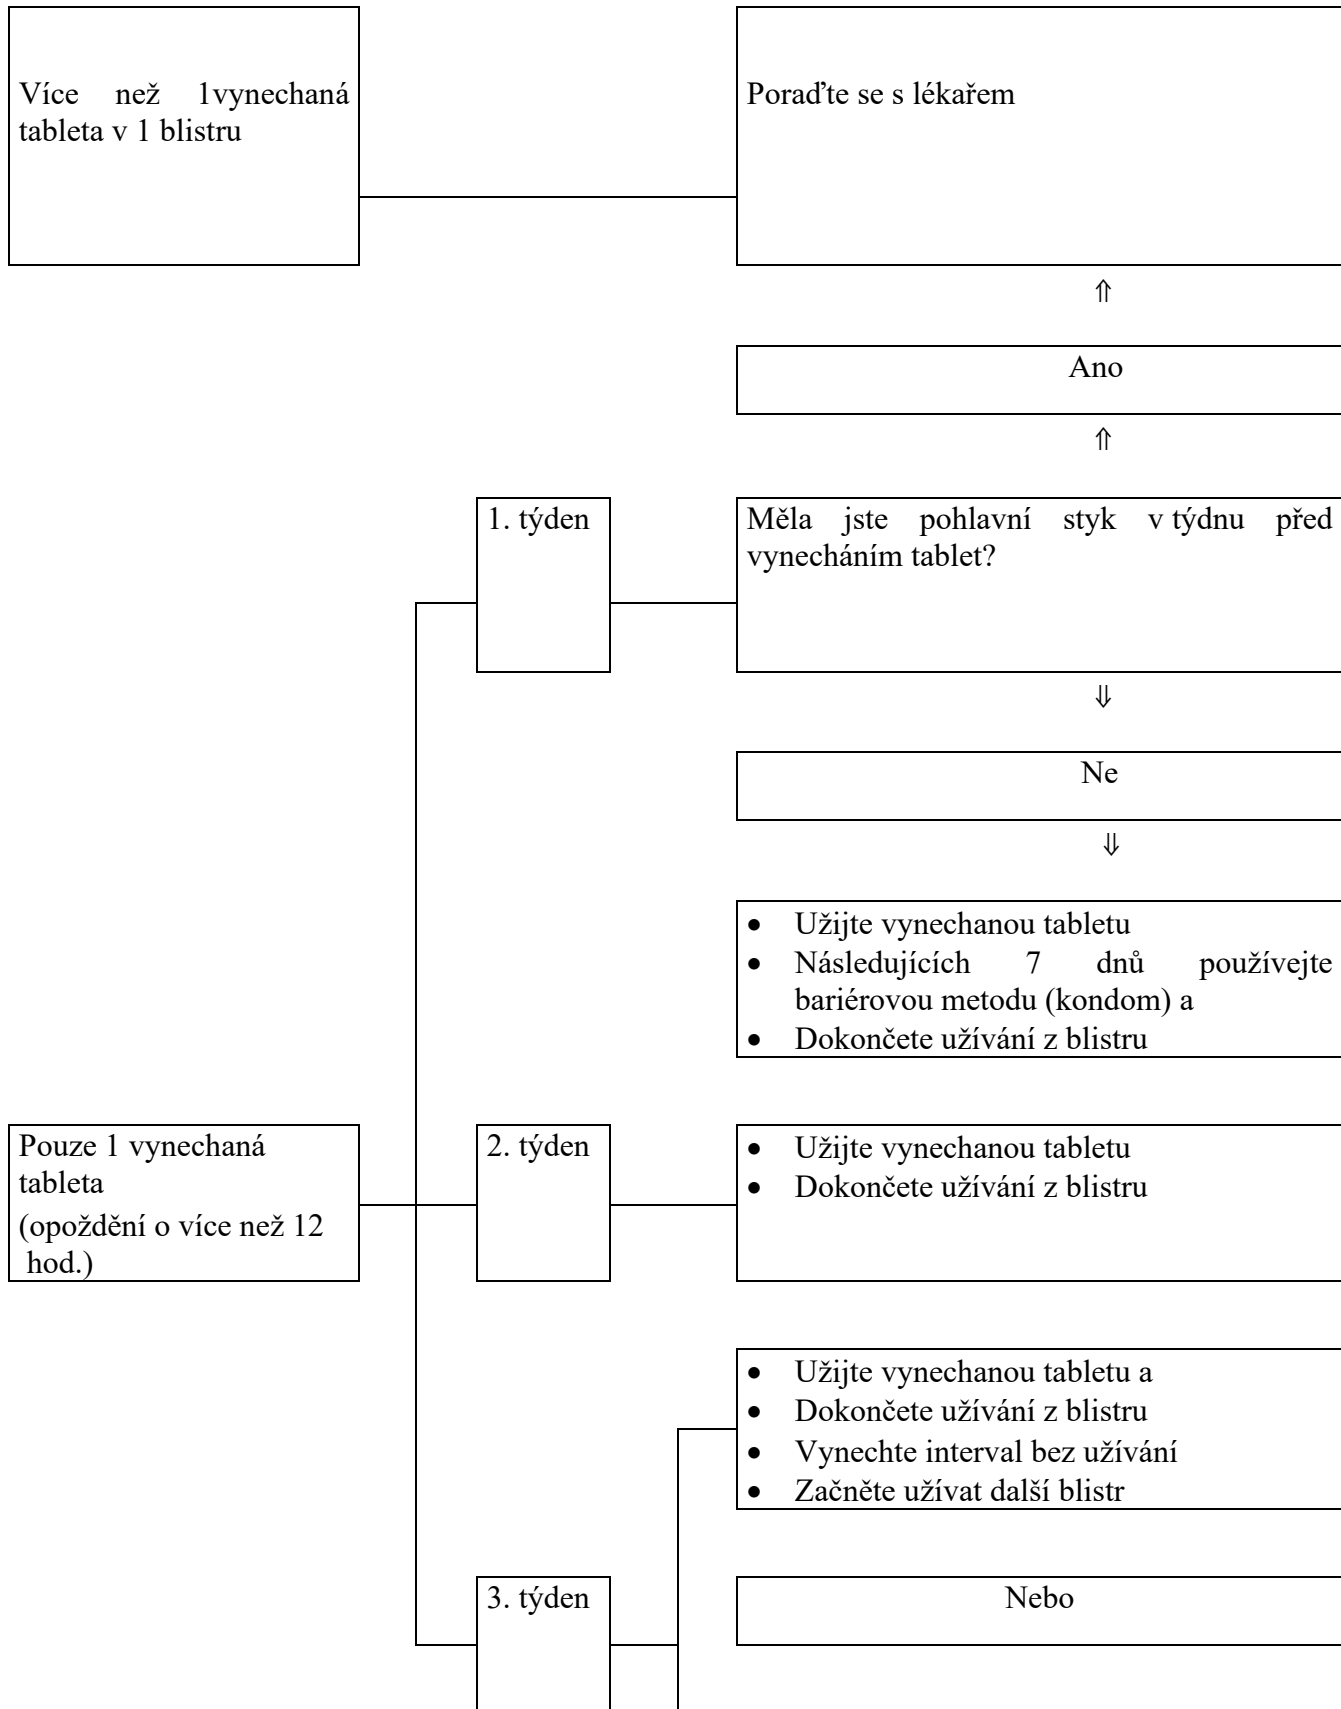 Více než 1vynechaná
tableta v 1 blistru
Poraďte se s lékařem
⇑
Ano
⇑
1. týden
Měla jste pohlavní styk v týdnu před
vynecháním tablet?
⇓
Ne
⇓
• Užijte vynechanou tabletu
• Následujících 7 dnů používejte
bariérovou metodu (kondom) a
• Dokončete užívání z blistru
Pouze 1 vynechaná
tableta
(opoždění o více než 12
hod.)
2. týden
• Užijte vynechanou tabletu
• Dokončete užívání z blistru
• Užijte vynechanou tabletu a
• Dokončete užívání z blistru
• Vynechte interval bez užívání
• Začněte užívat další blistr
3. týden
Nebo